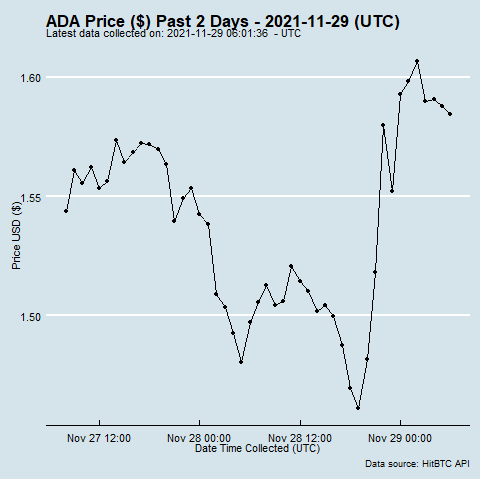 ADA Price ($) Past 2 Days - 2021-11-29 (UTC)
Latest data collected on: 2021-11-29 06:01:36  - UTC
1.60
1.55
1.50
Price USD ($)
Nov 27 12:00
Nov 28 00:00
Nov 28 12:00
Nov 29 00:00
Date Time Collected (UTC)
Data source: HitBTC API